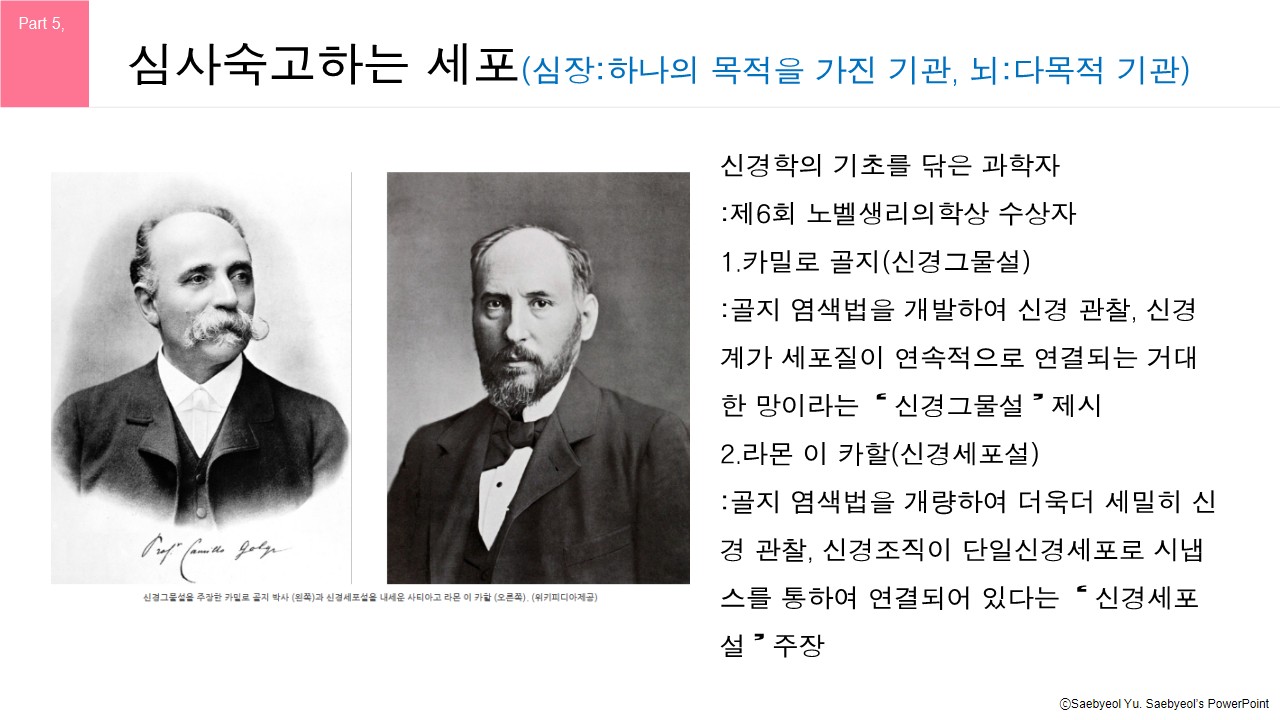 Part 5,
심사숙고하는 세포(심장:하나의 목적을 가진 기관, 뇌:다목적 기관)
신경학의 기초를 닦은 과학자
:제6회 노벨생리의학상 수상자
1.카밀로 골지(신경그물설)
:골지 염색법을 개발하여 신경 관찰, 신경
계가 세포질이 연속적으로 연결되는 거대
한 망이라는 ‘신경그물설’제시
2.라몬 이 카할(신경세포설)
:골지 염색법을 개량하여 더욱더 세밀히 신
경 관찰, 신경조직이 단일신경세포로 시냅
스를 통하여 연결되어 있다는 ‘신경세포
설’주장
Prof.r Camillo Golgi
신경그물설을 주장한 카밀로 골지 박사 (왼쪽)과 신경세포설을 내세운 사티아고 라몬 이 카할 (오른쪽). (위키피디아제공)
ⒸSaebyeol Yu. Saebyeol's PowerPoint